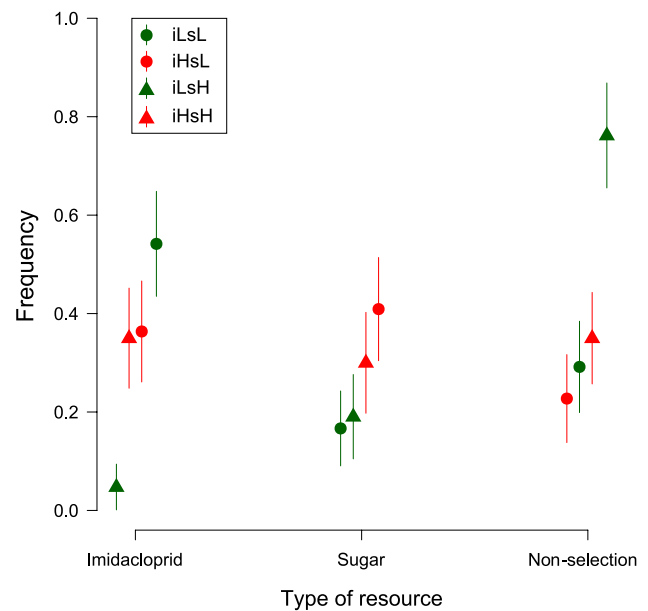 1.0
0.8
0.6
0.4
0.2
0.0
Frequency
iLsL
iHsL
iLsH
iHsH
Imidacloprid Sugar Non-selection
Type of resource